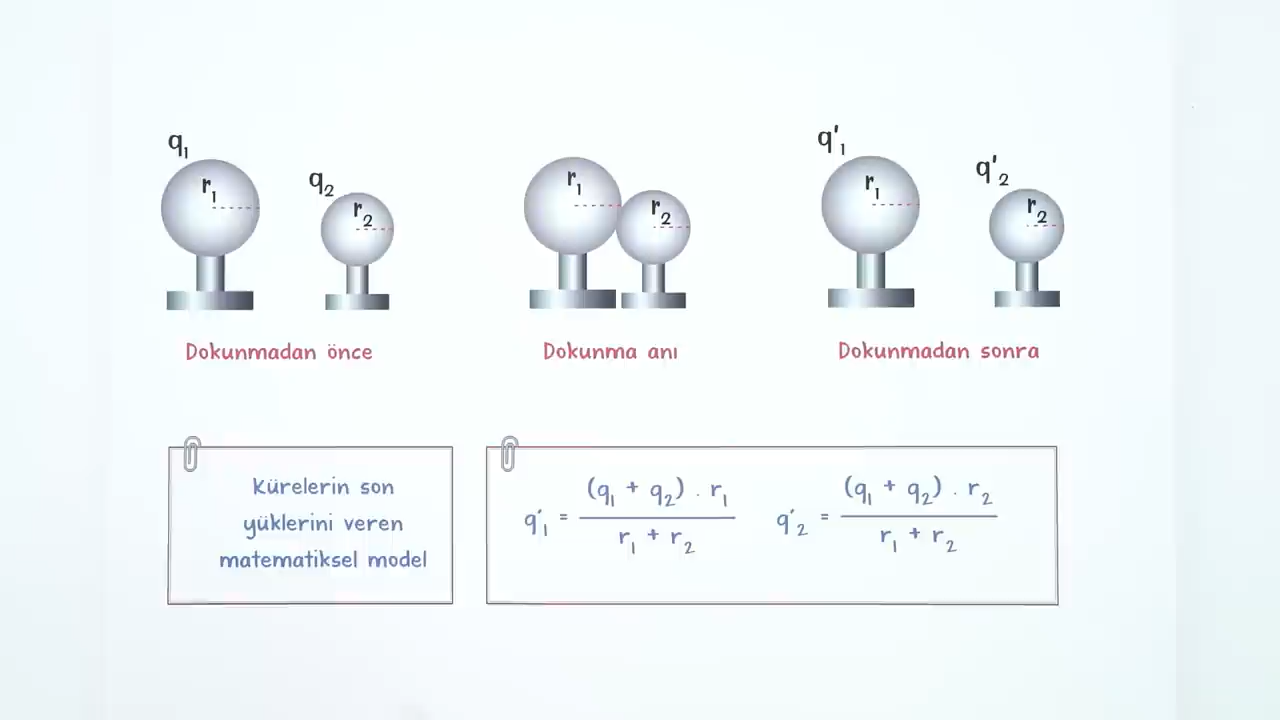 q₁
r₁
q₂
r₂
Dokunmadan önce
r₁
r₂
Dokunma anı
q'₁
r₁
q'₂
r₂
Dokunmadan sonra
Kürelerin son
yüklerini veren
matematiksel model
q'₁ = (q₁ + q₂) . r₁ / r₁ + r₂
q'₂ = (q₁ + q₂) . r₂ / r₁ + r₂